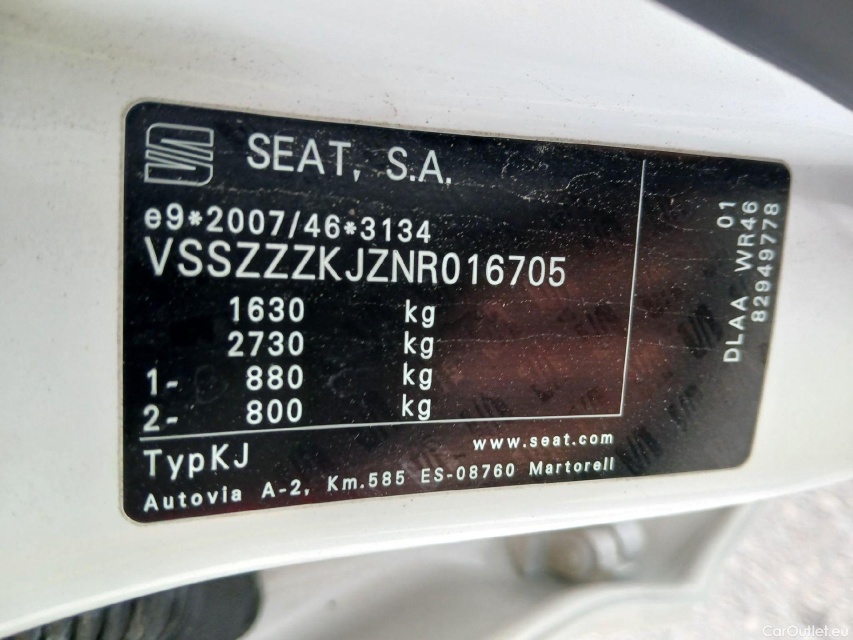 SEAT, S.A.
e9*2007/46*3134
VSSZZZKJZNR016705
1630 kg
2730 kg
1- 880 kg
2- 800 kg
TypKJ
www.seat.com
Autovia A-2, Km.585 ES-08760 Martorell
01
DLAA WR46
82949778
CarOutlet.eu